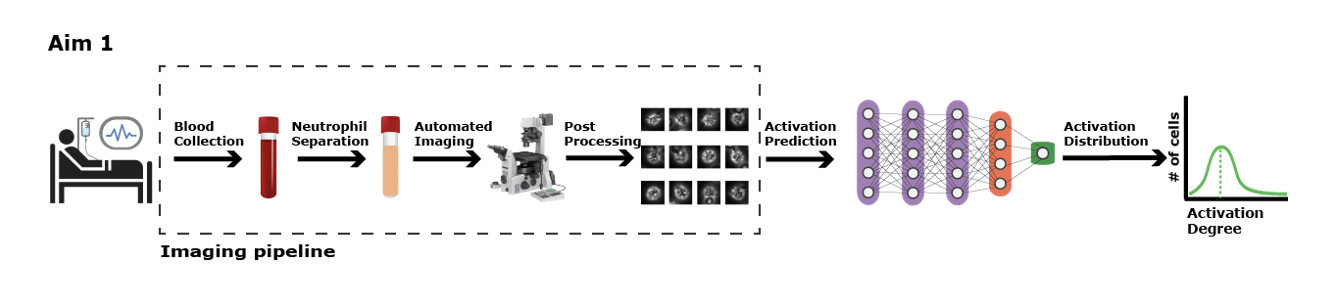 Aim 1
Blood
Collection
Neutrophil
Separation
Automated
Imaging
Post
Processing
Activation
Prediction
Activation
Distribution
# of cells
Activation
Degree
Imaging pipeline